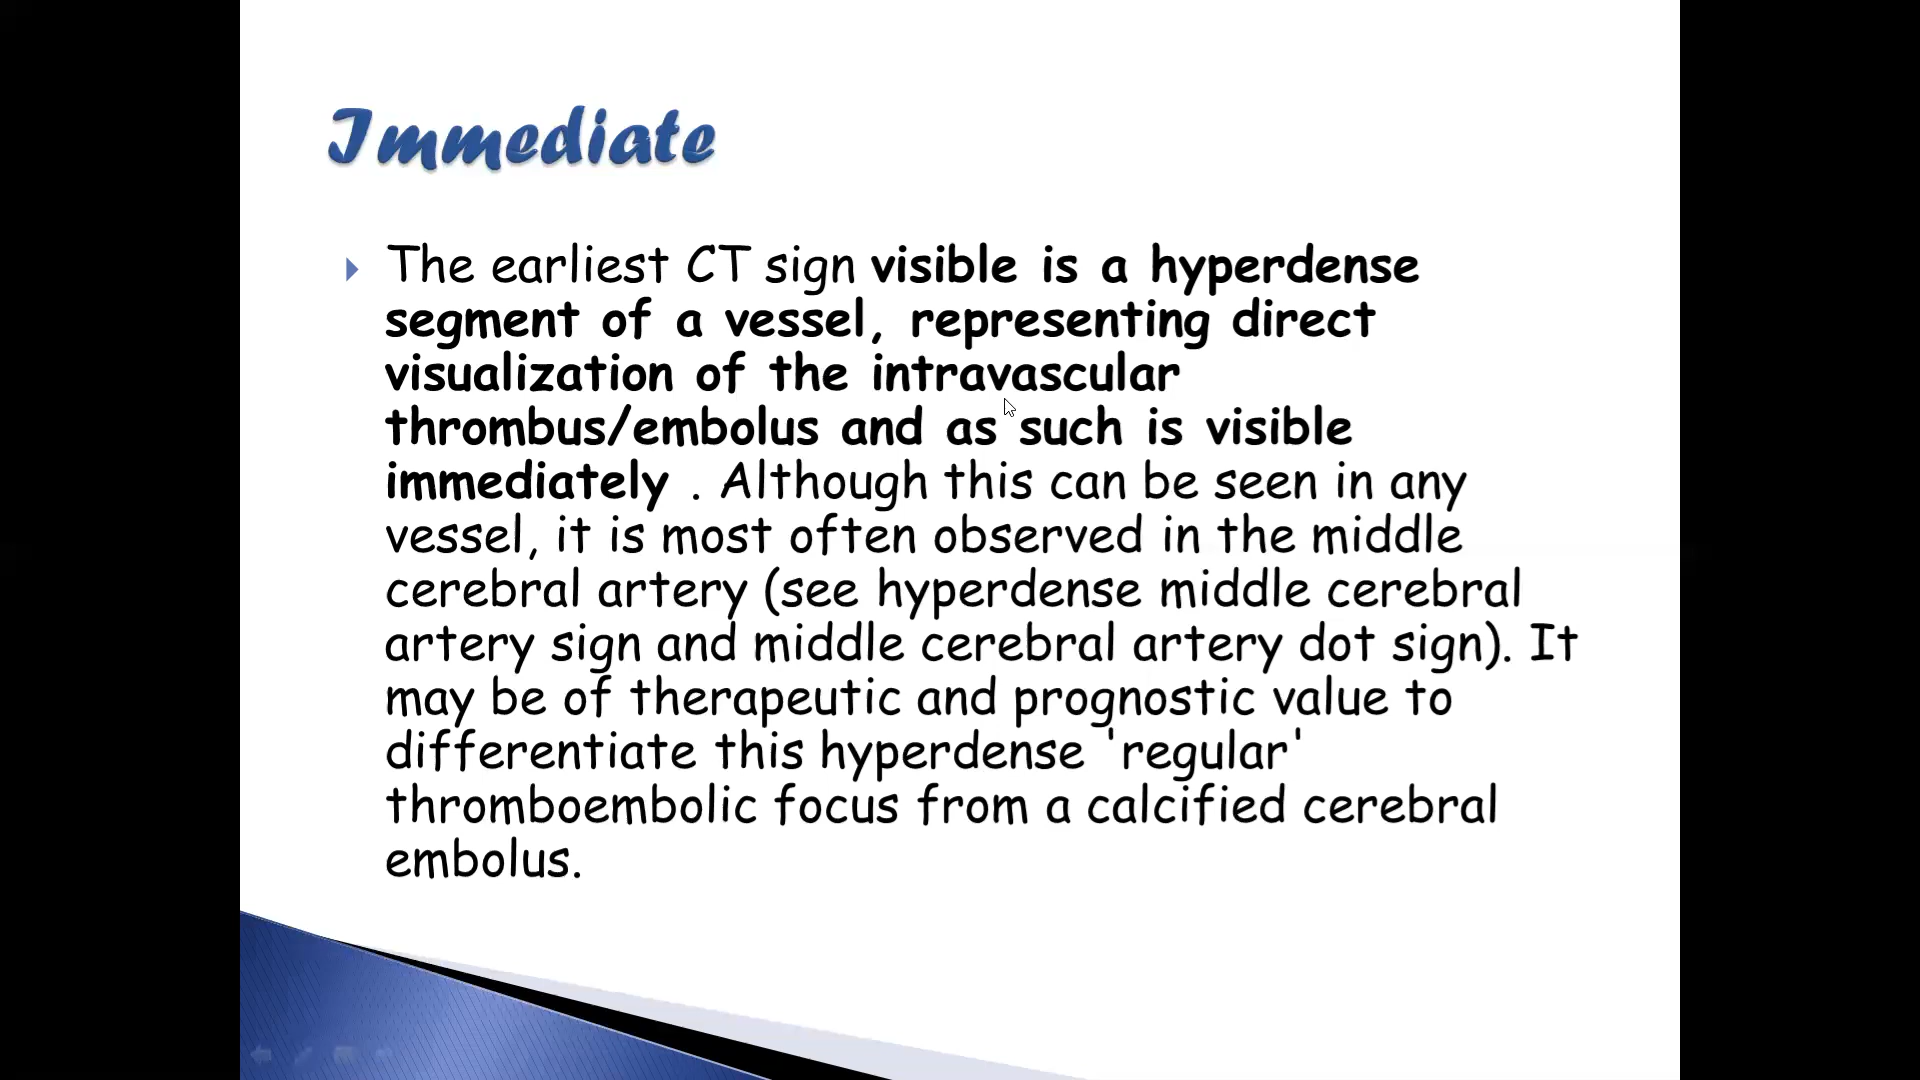 Immediate
The earliest CT sign visible is a hyperdense
segment of a vessel, representing direct
visualization of the intravascular
thrombus/embolus and as such is visible
immediately . Although this can be seen in any
vessel, it is most often observed in the middle
cerebral artery (see hyperdense middle cerebral
artery sign and middle cerebral artery dot sign). It
may be of therapeutic and prognostic value to
differentiate this hyperdense 'regular'
thromboembolic focus from a calcified cerebral
embolus.